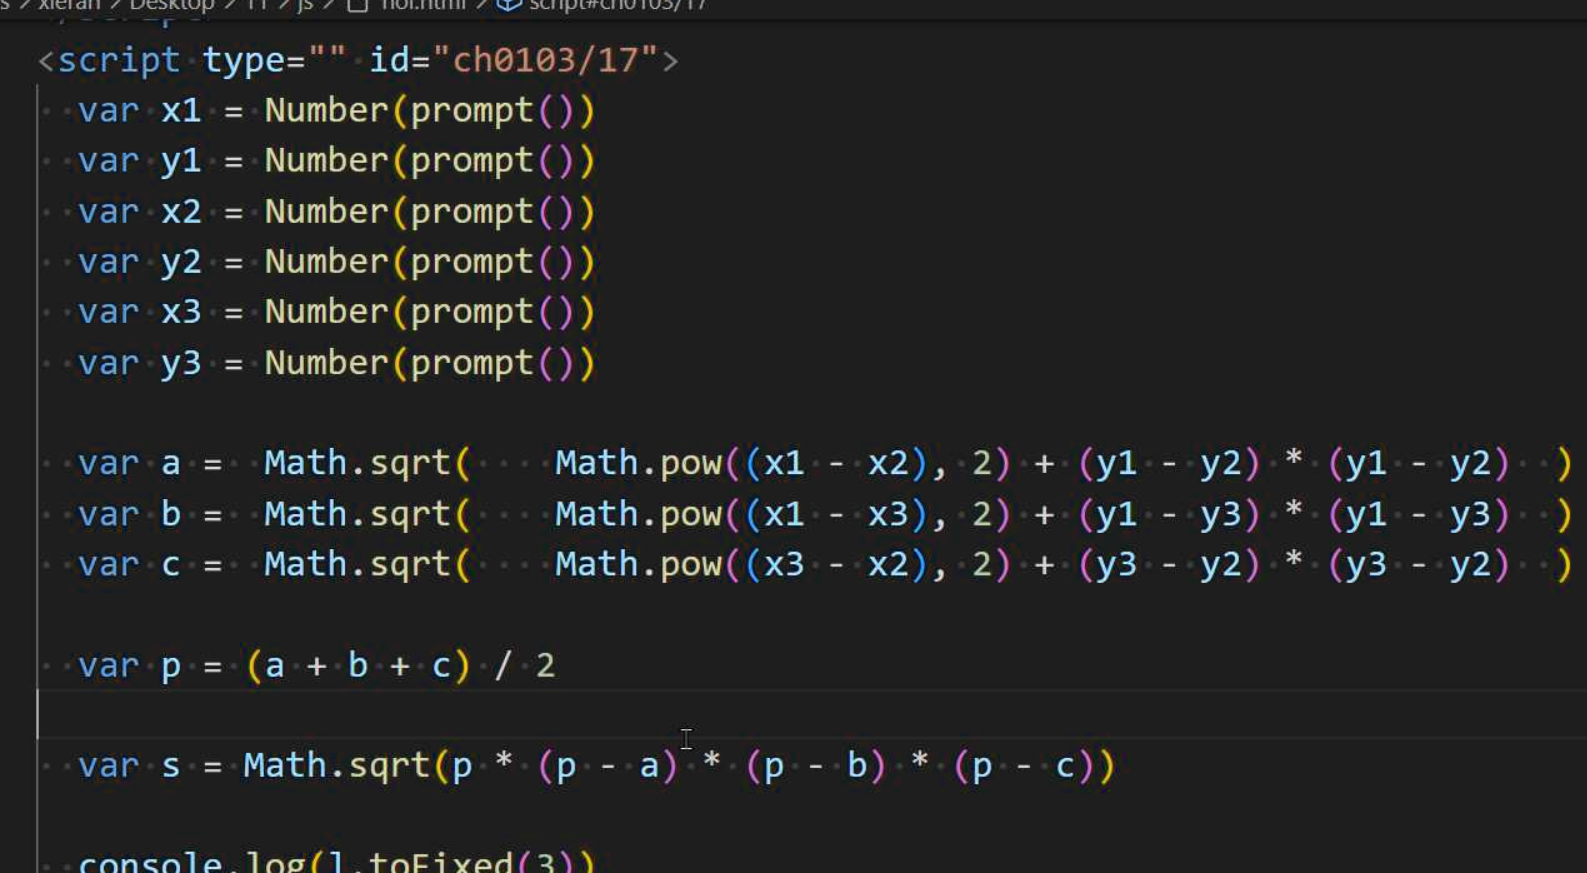 s > xieran > Desktop > 11 > js > noi.html > script#ch0103/17
<script type="" id="ch0103/17">
var x1 = Number(prompt())
var y1 = Number(prompt())
var x2 = Number(prompt())
var y2 = Number(prompt())
var x3 = Number(prompt())
var y3 = Number(prompt())
var a = Math.sqrt( Math.pow((x1 - x2), 2) + (y1 - y2) * (y1 - y2) )
var b = Math.sqrt( Math.pow((x1 - x3), 2) + (y1 - y3) * (y1 - y3) )
var c = Math.sqrt( Math.pow((x3 - x2), 2) + (y3 - y2) * (y3 - y2) )
var p = (a + b + c) / 2
var s = Math.sqrt(p * (p - a) * (p - b) * (p - c))
console.log(l.toFixed(3))